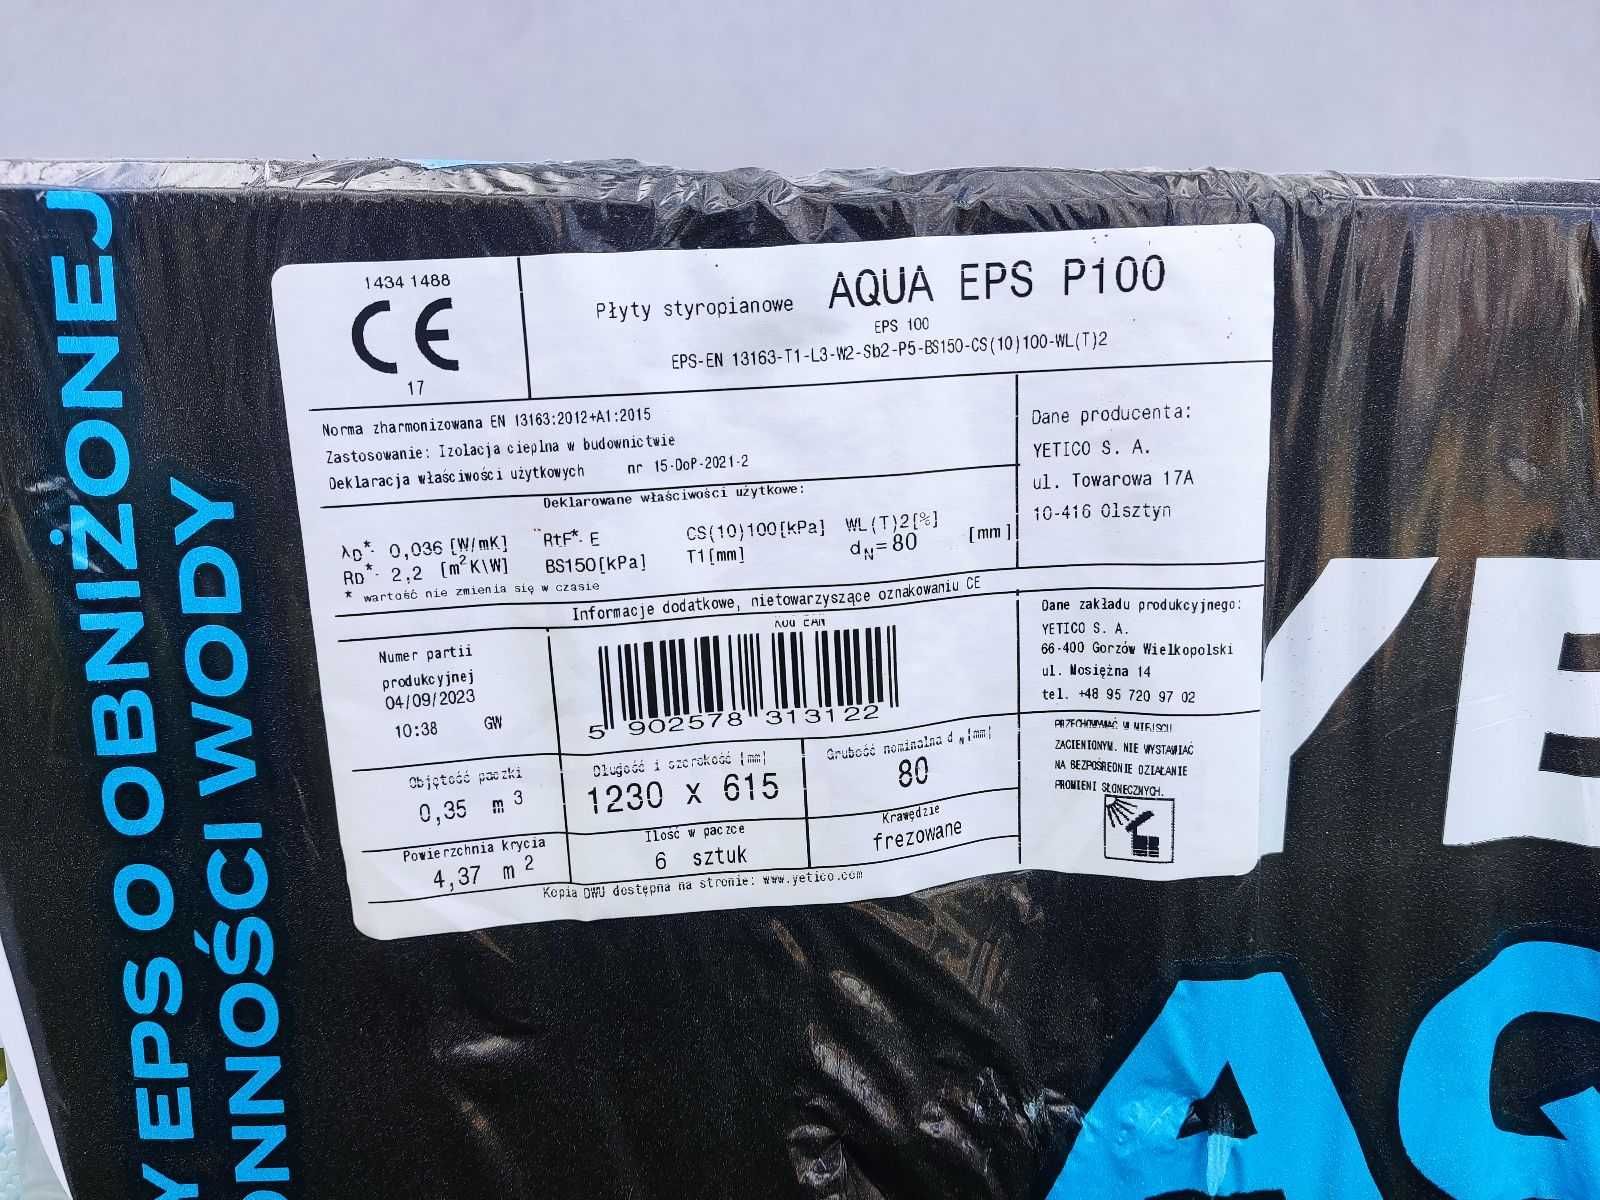 Y EPS O OBNIŻONEJ
ONNOŚCI WODY
1434 1488
CE
17
Płyty styropianowe AQUA EPS P100
EPS 100
EPS-EN 13163-T1-L3-W2-Sb2-P5-BS150-CS(10)100-WL(T)2
Norma zharmonizowana EN 13163:2012+A1:2015
Zastosowanie: Izolacja cieplna w budownictwie
Deklaracja właściwości użytkowych nr 15-DoP-2021-2
Dane producenta:
YETICO S. A.
ul. Towarowa 17A
10-416 Olsztyn
Deklarowane właściwości użytkowe:
λD*- 0,036 [W/mK] RtF*- E CS(10)100[kPa] WL(T)2[%]
RD*- 2,2 [m²K\W] BS150[kPa] T1[mm] dN=80 [mm]
* wartość nie zmienia się w czasie
Informacje dodatkowe, nietowarzyszące oznakowaniu CE
Kod EAN
5 902578 313122
Numer partii
produkcyjnej
04/09/2023
10:38 GW
Dane zakładu produkcyjnego:
YETICO S. A.
66-400 Gorzów Wielkopolski
ul. Mosiężna 14
tel. +48 95 720 97 02
Objętość paczki
0,35 m3
Długość i szerokość [mm]
1230 x 615
Grubość nominalna d N [mm]
80
Powierzchnia krycia
4,37 m2
Ilość w paczce
6 sztuk
Krawędzie
frezowane
PRZECHOWYWAĆ W MIEJSCU
ZACIENIONYM. NIE WYSTAWIAĆ
NA BEZPOŚREDNIE DZIAŁANIE
PROMIENI SŁONECZNYCH.
Kopia DWU dostępna na stronie: www.yetico.com
YE
AQ